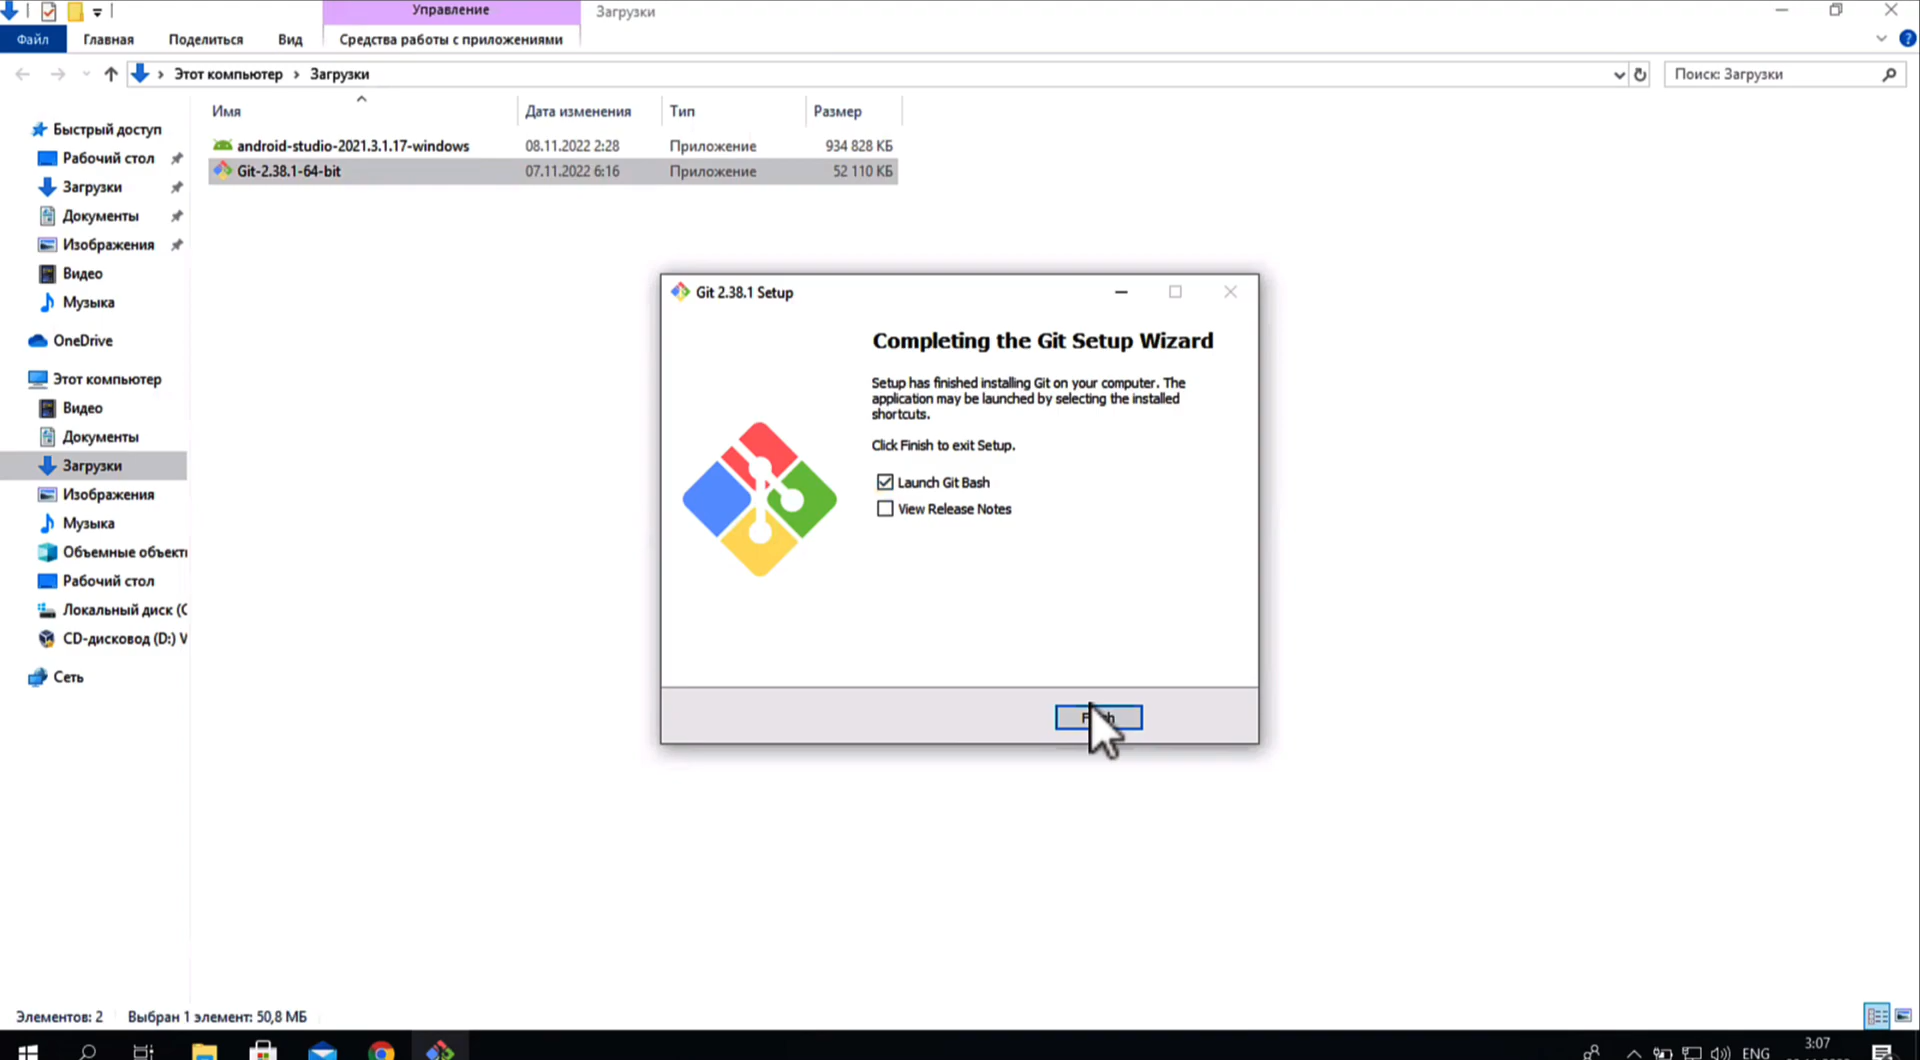 Управление
Загрузки
Файл
Главная
Поделиться
Вид
Средства работы с приложениями
Этот компьютер
Загрузки
Поиск: Загрузки
Имя
Дата изменения
Тип
Размер
android-studio-2021.3.1.17-windows
08.11.2022 2:28
Приложение
934 828 КБ
Git-2.38.1-64-bit
07.11.2022 6:16
Приложение
52 110 КБ
Быстрый доступ
Рабочий стол
Загрузки
Документы
Изображения
Видео
Музыка
OneDrive
Этот компьютер
Видео
Документы
Загрузки
Изображения
Музыка
Объемные объекты
Рабочий стол
Локальный диск (C
CD-дисковод (D:) V
Сеть
Git 2.38.1 Setup
Completing the Git Setup Wizard
Setup has finished installing Git on your computer. The
application may be launched by selecting the installed
shortcuts.
Click Finish to exit Setup.
Launch Git Bash
View Release Notes
Элементов: 2
Выбран 1 элемент: 50,8 МБ
ENG
3:07